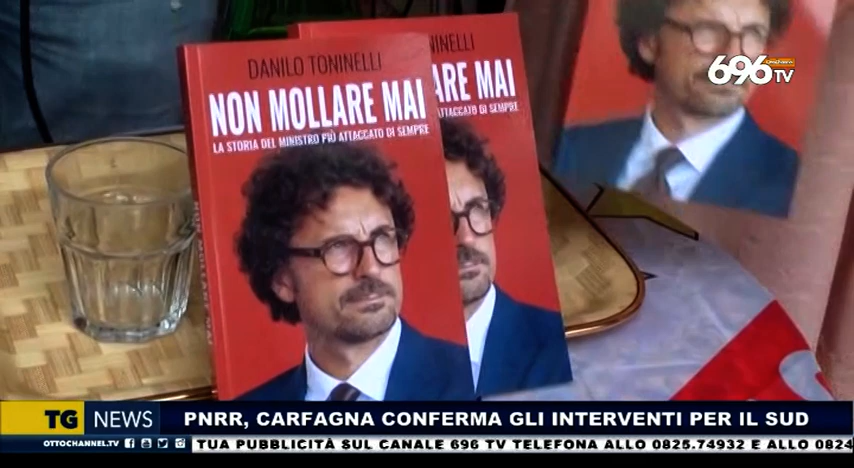 DANILO TONINELLI
NON MOLLARE MAI
LA STORIA DEL MINISTRO PIÙ ATTACCATO DI SEMPRE
NINELLI
ARE MAI
ATTACCATO DI SEMPRE
696 TV
TG NEWS
PNRR, CARFAGNA CONFERMA GLI INTERVENTI PER IL SUD
OTTOCHANNEL.TV
TUA PUBBLICITÀ SUL CANALE 696 TV TELEFONA ALLO 0825.74932 E ALLO 0824